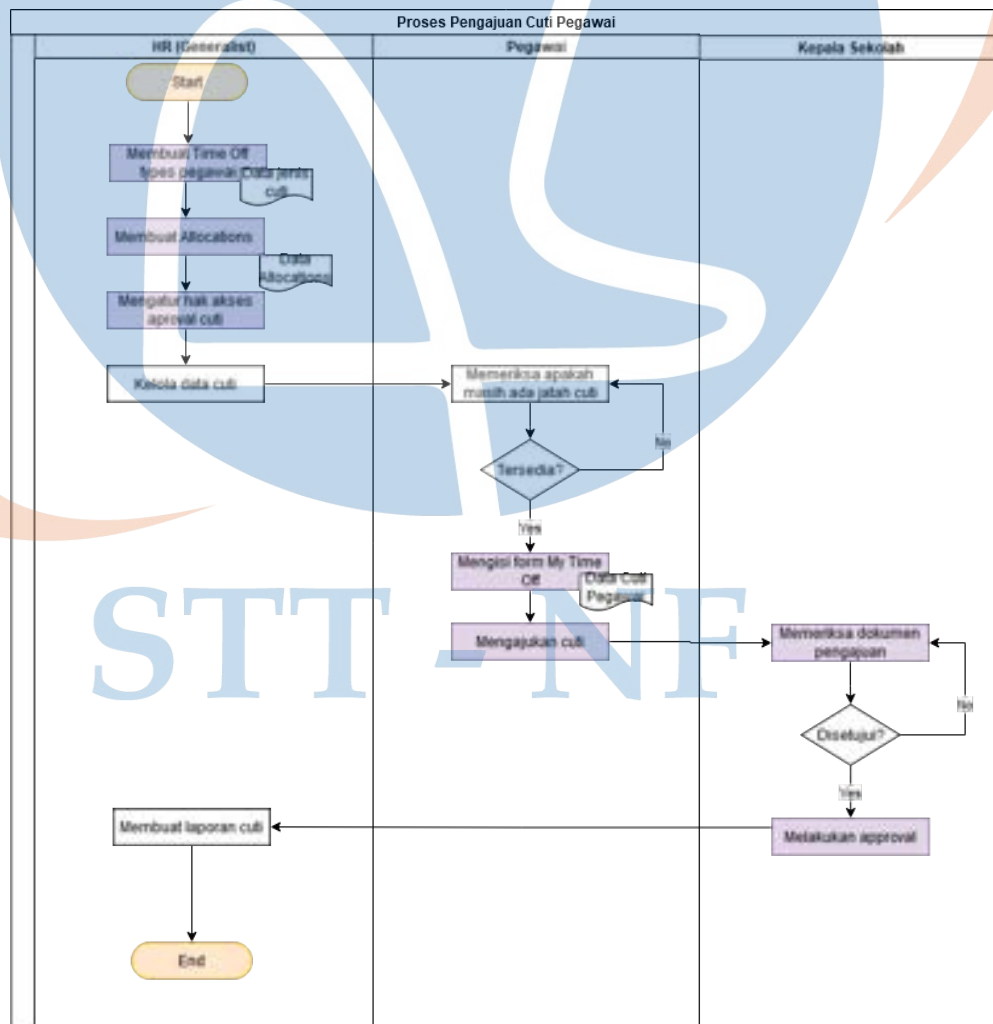 Proses Pengajuan Cuti Pegawai
HR (Generalist)
Pegawai
Kepala Sekolah
Start
Membuat Time Off
types pegawai
Data jenis
cuti
Membuat Allocations
Data
Allocations
Mengatur hak akses
aproval cuti
Kelola data cuti
Memeriksa apakah
masih ada jatah cuti
No
Tersedia?
Yes
Mengisi form My Time
Off
Data Cuti
Pegawai
Mengajukan cuti
Memeriksa dokumen
pengajuan
No
Disetujui?
Yes
Melakukan approval
Membuat laporan cuti
End
STT - NF